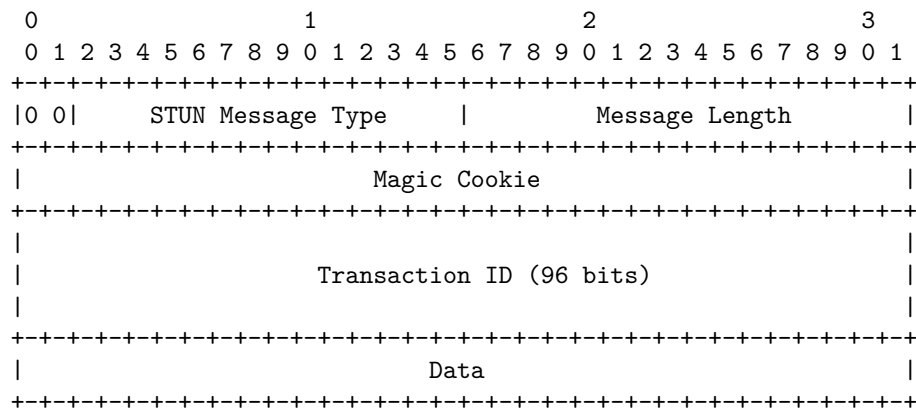 0                   1                   2                   3
0 1 2 3 4 5 6 7 8 9 0 1 2 3 4 5 6 7 8 9 0 1 2 3 4 5 6 7 8 9 0 1
+-+-+-+-+-+-+-+-+-+-+-+-+-+-+-+-+-+-+-+-+-+-+-+-+-+-+-+-+-+-+-+-+
|0 0|     STUN Message Type     |         Message Length        |
+-+-+-+-+-+-+-+-+-+-+-+-+-+-+-+-+-+-+-+-+-+-+-+-+-+-+-+-+-+-+-+-+
|                         Magic Cookie                          |
+-+-+-+-+-+-+-+-+-+-+-+-+-+-+-+-+-+-+-+-+-+-+-+-+-+-+-+-+-+-+-+-+
|                                                               |
|                     Transaction ID (96 bits)                  |
|                                                               |
+-+-+-+-+-+-+-+-+-+-+-+-+-+-+-+-+-+-+-+-+-+-+-+-+-+-+-+-+-+-+-+-+
|                             Data                              |
+-+-+-+-+-+-+-+-+-+-+-+-+-+-+-+-+-+-+-+-+-+-+-+-+-+-+-+-+-+-+-+-+